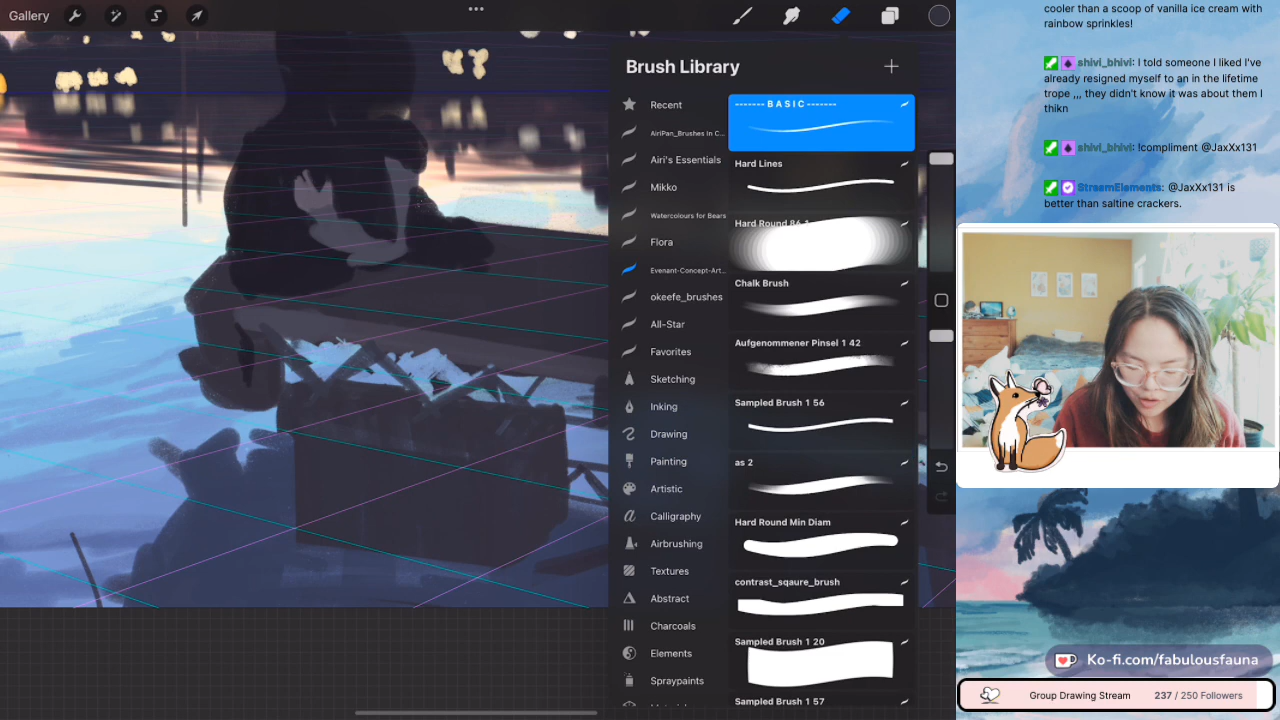 Gallery
Brush Library
Recent
AiriPan_Brushes In C...
Airi's Essentials
Mikko
Watercolours for Bears
Flora
Evenant-Concept-Art...
okeefe_brushes
All-Star
Favorites
Sketching
Inking
Drawing
Painting
Artistic
Calligraphy
Airbrushing
Textures
Abstract
Charcoals
Elements
Spraypaints
------- B A S I C -------
Hard Lines
Hard Round 86 1
Chalk Brush
Aufgenommener Pinsel 1 42
Sampled Brush 1 56
as 2
Hard Round Min Diam
contrast_sqaure_brush
Sampled Brush 1 20
Sampled Brush 1 57
cooler than a scoop of vanilla ice cream with
rainbow sprinkles!
shivi_bhivi: I told someone I liked I've
already resigned myself to an in the lifetime
trope ,,, they didn't know it was about them I
thikn
shivi_bhivi: !compliment @JaxXx131
StreamElements: @JaxXx131 is
better than saltine crackers.
Ko-fi.com/fabulousfauna
Group Drawing Stream 237 / 250 Followers